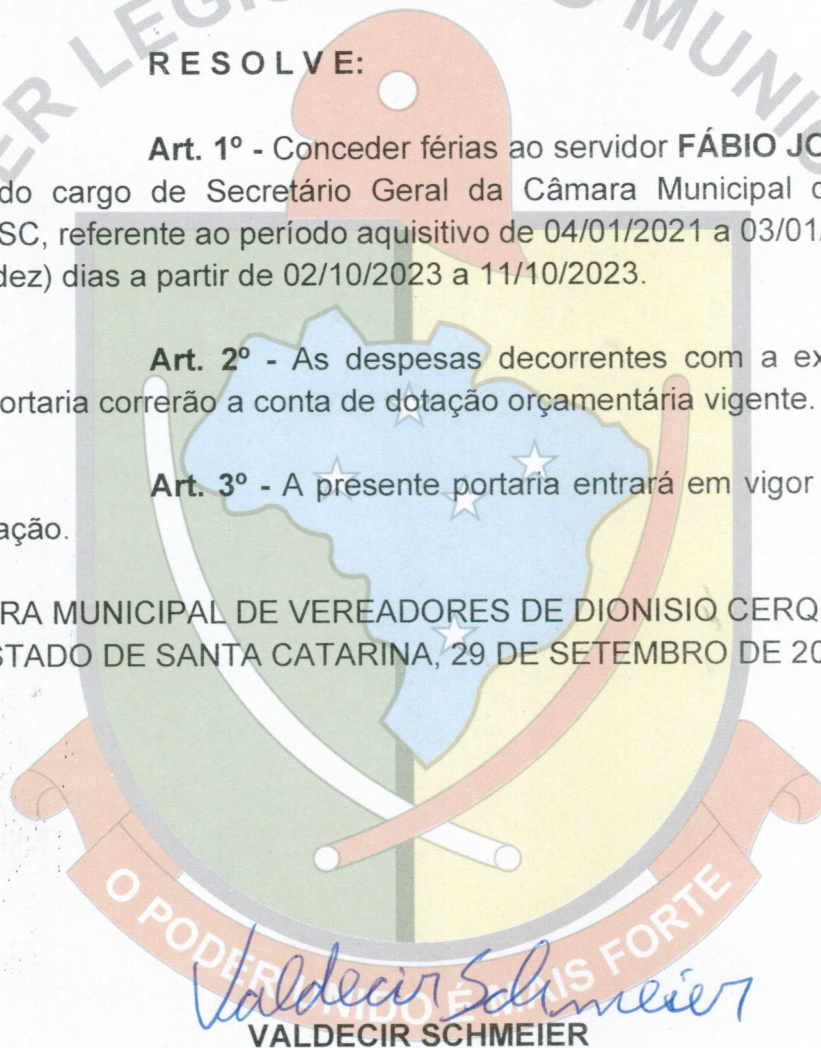 R E S O L V E:
Art. 1º - Conceder férias ao servidor FÁBIO JO
do cargo de Secretário Geral da Câmara Municipal
SC, referente ao período aquisitivo de 04/01/2021 a 03/01/
dez) dias a partir de 02/10/2023 a 11/10/2023.
Art. 2º - As despesas decorrentes com a ex
ortaria correrão a conta de dotação orçamentária vigente.
Art. 3º - A presente portaria entrará em vigor
ação.
RA MUNICIPAL DE VEREADORES DE DIONISIO CERQ
STADO DE SANTA CATARINA, 29 DE SETEMBRO DE 20
O PODER UNIDO É MAIS FORTE
Valdecir Schmeier
VALDECIR SCHMEIER